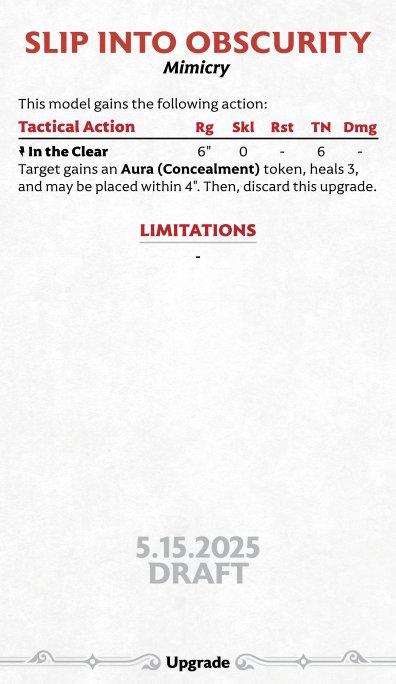 SLIP INTO OBSCURITY
Mimicry
This model gains the following action:
Tactical Action Rg Skl Rst TN Dmg
In the Clear 6" 0 - 6 -
Target gains an Aura (Concealment) token, heals 3,
and may be placed within 4". Then, discard this upgrade.
LIMITATIONS
-
5.15.2025
DRAFT
Upgrade